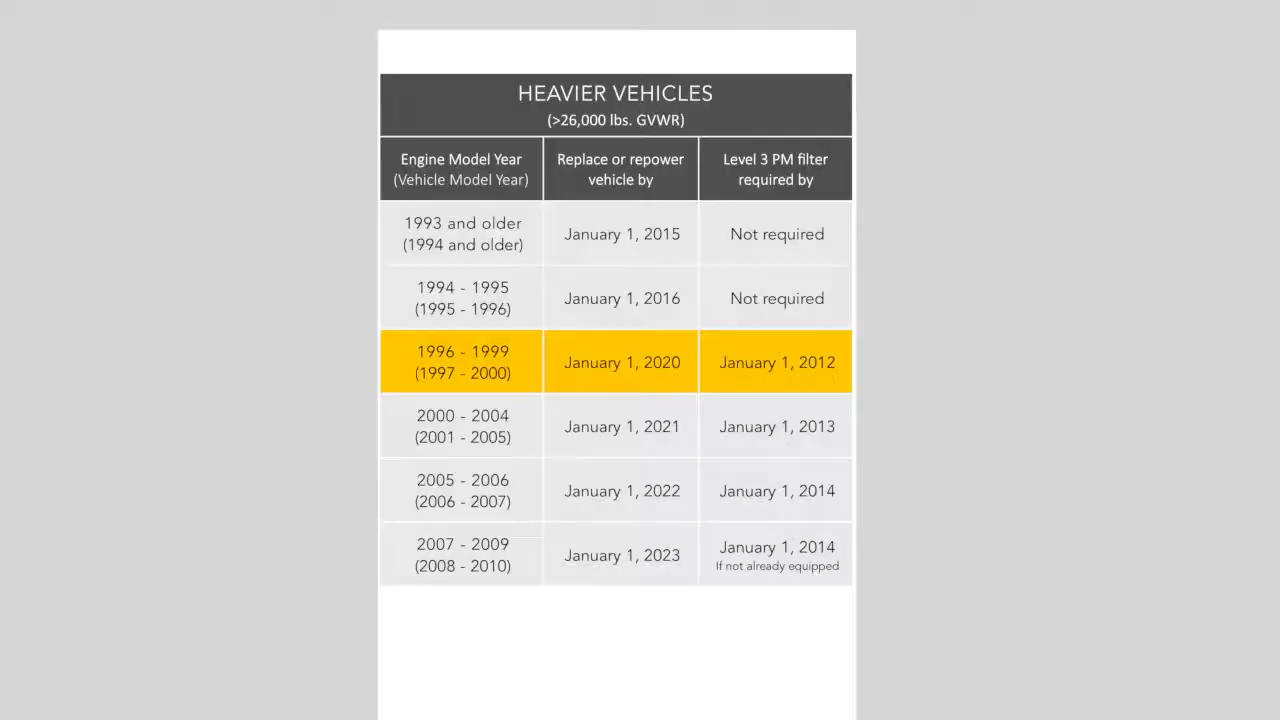 HEAVIER VEHICLES
(>26,000 lbs. GVWR)
Engine Model Year
(Vehicle Model Year)
Replace or repower
vehicle by
Level 3 PM filter
required by
1993 and older
(1994 and older)
January 1, 2015
Not required
1994 - 1995
(1995 - 1996)
January 1, 2016
Not required
1996 - 1999
(1997 - 2000)
January 1, 2020
January 1, 2012
2000 - 2004
(2001 - 2005)
January 1, 2021
January 1, 2013
2005 - 2006
(2006 - 2007)
January 1, 2022
January 1, 2014
2007 - 2009
(2008 - 2010)
January 1, 2023
January 1, 2014
If not already equipped